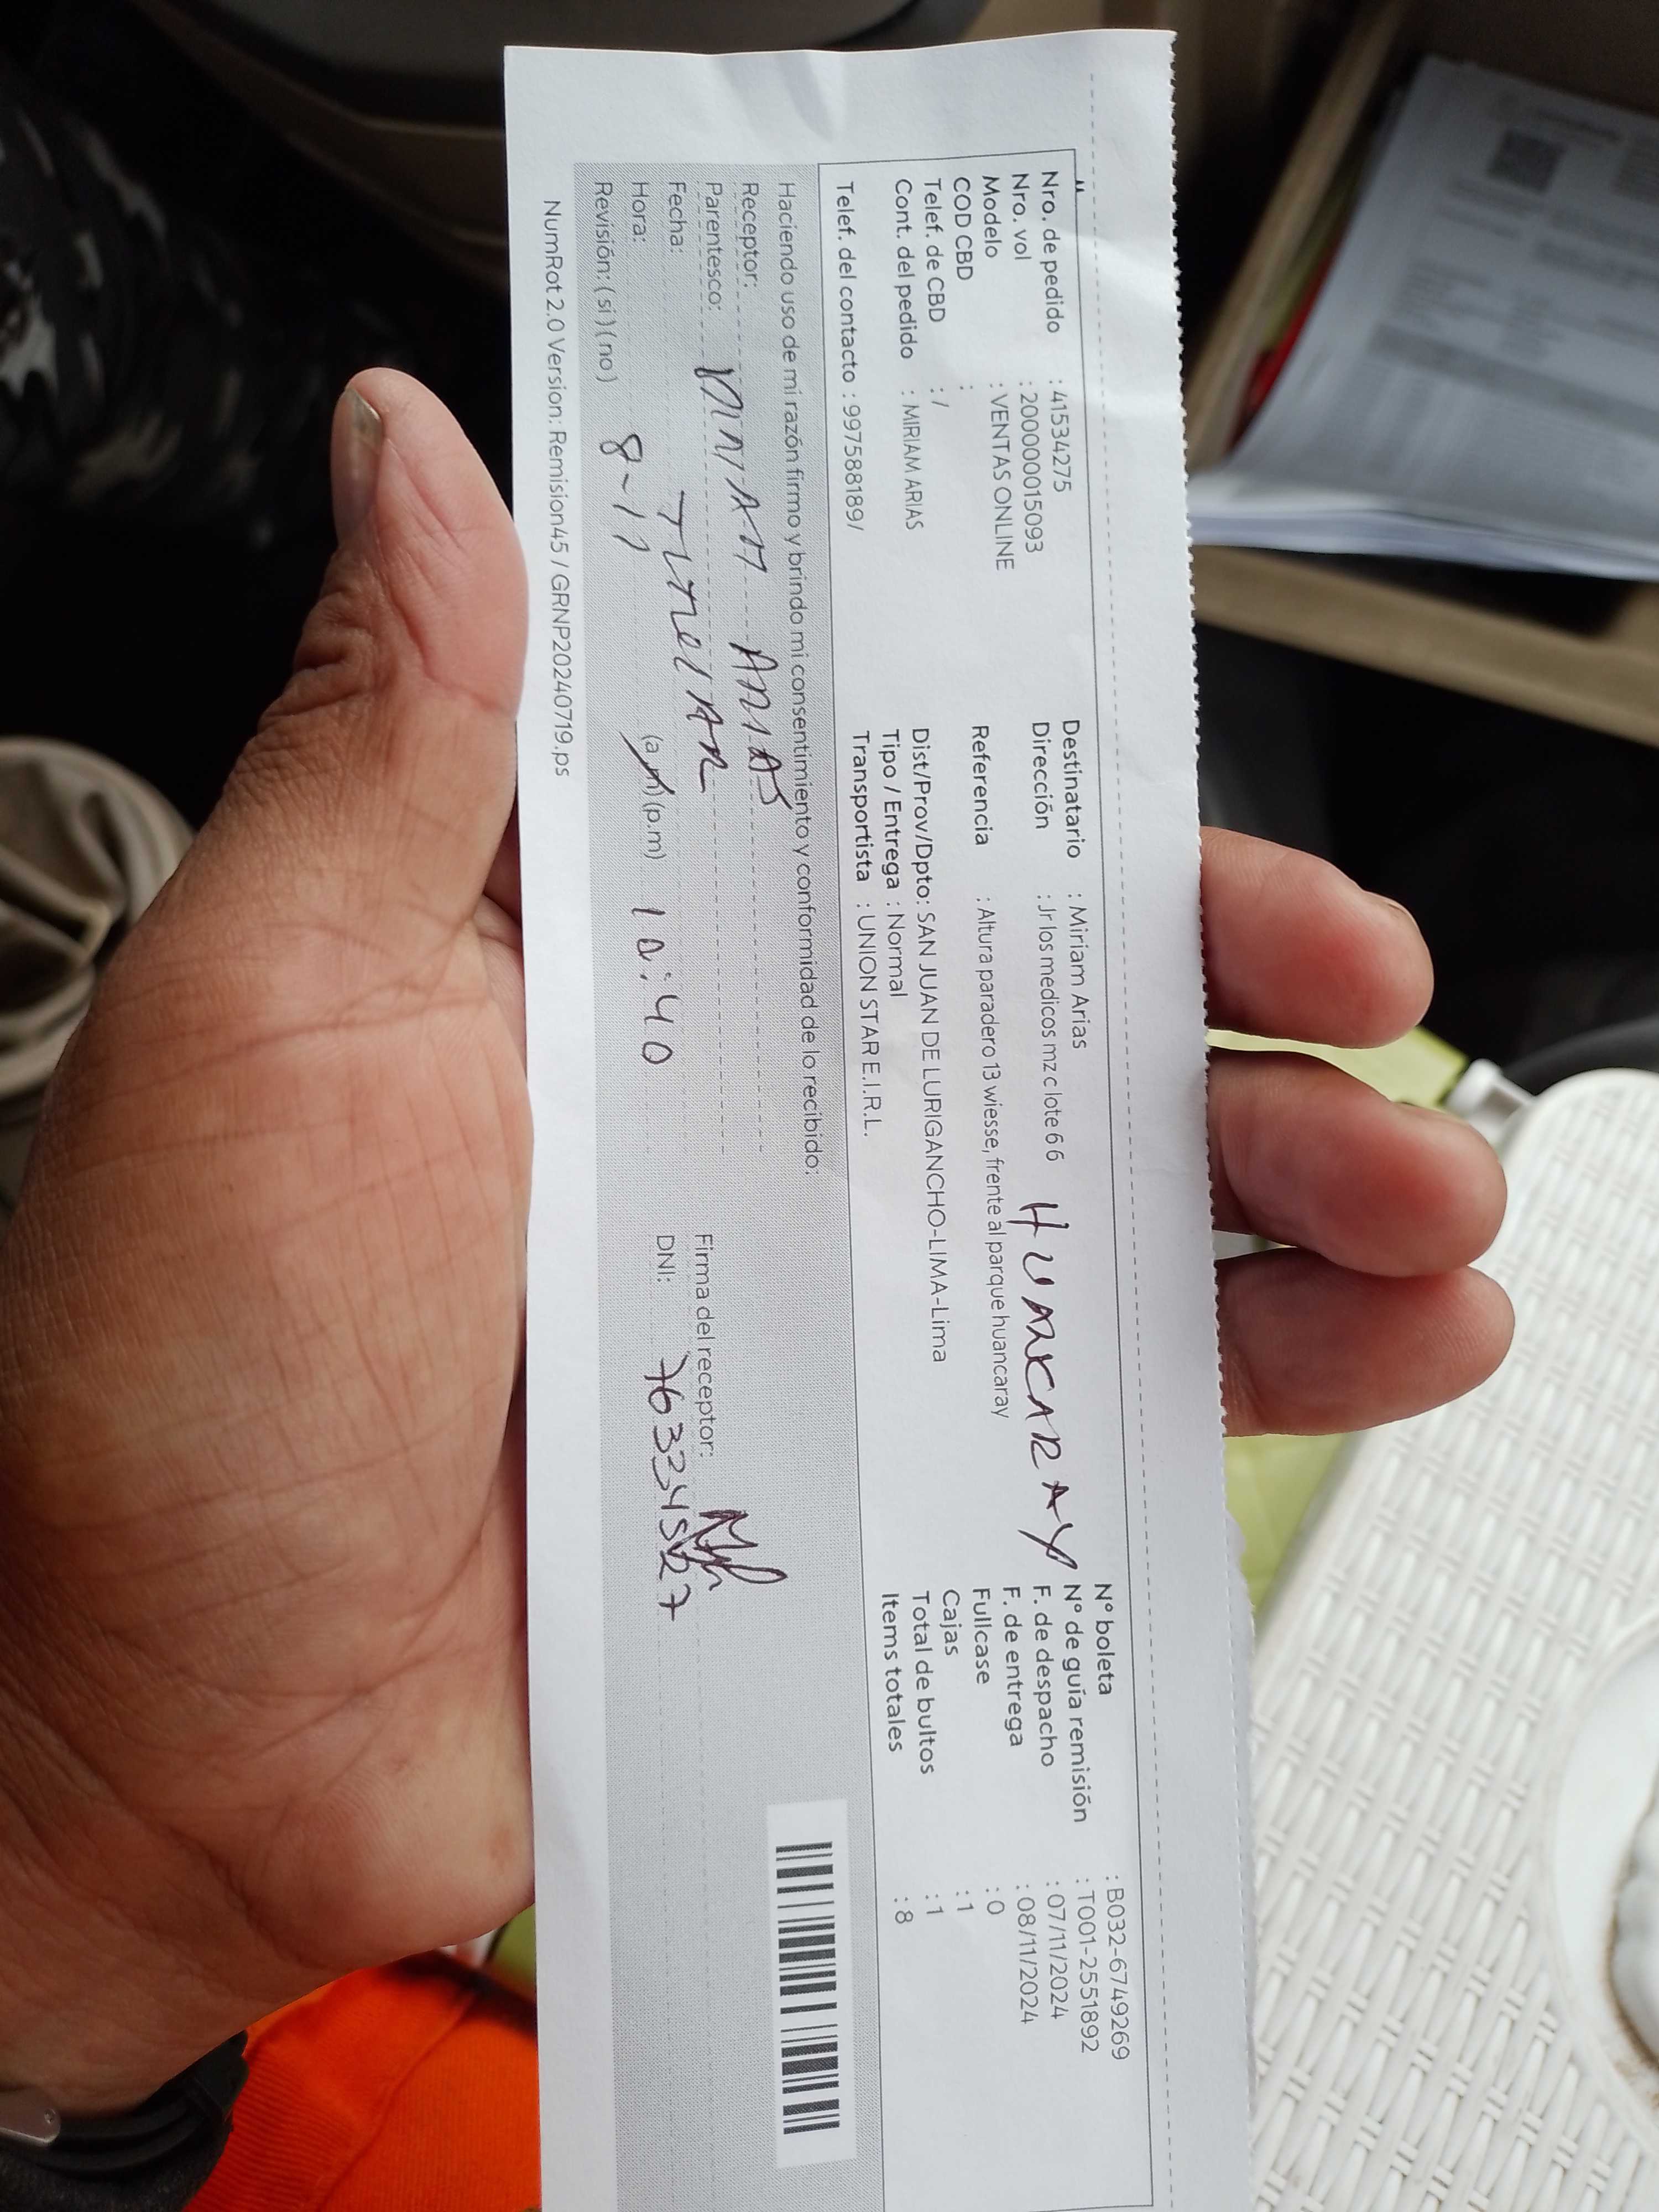 Nro. de pedido : 41534275
Nro. vol : 200000015093
Modelo : VENTAS ONLINE
COD CBD :
Telef. de CBD : /
Cont. del pedido : MIRIAM ARIAS
Telef. del contacto : 997588189/
Destinatario : Miriam Arias
Dirección : Jr los medicos mz c lote 6 6 HUANCARAY
Referencia : Altura paradero 13 wiesse, frente al parque huancaray
Dist/Prov/Dpto: SAN JUAN DE LURIGANCHO-LIMA-Lima
Tipo / Entrega : Normal
Transportista : UNION STAR E.I.R.L.
N° boleta : B032-6749269
N° de guía remisión : T001-2551892
F. de despacho : 07/11/2024
F. de entrega : 08/11/2024
Fullcase : 0
Cajas : 1
Total de bultos : 1
Items totales : 8
Haciendo uso de mi razón firmo y brindo mi consentimiento y conformidad de lo recibido:
Receptor: MIRIAM ARIAS
Parentesco: TITULAR
Fecha: 8-11
Hora: (a.m) (p.m) 10:40
Revisión: ( si ) ( no )
Firma del receptor:
DNI:
NumRot 2.0 Version: Remision45 / GRNP20240719.ps